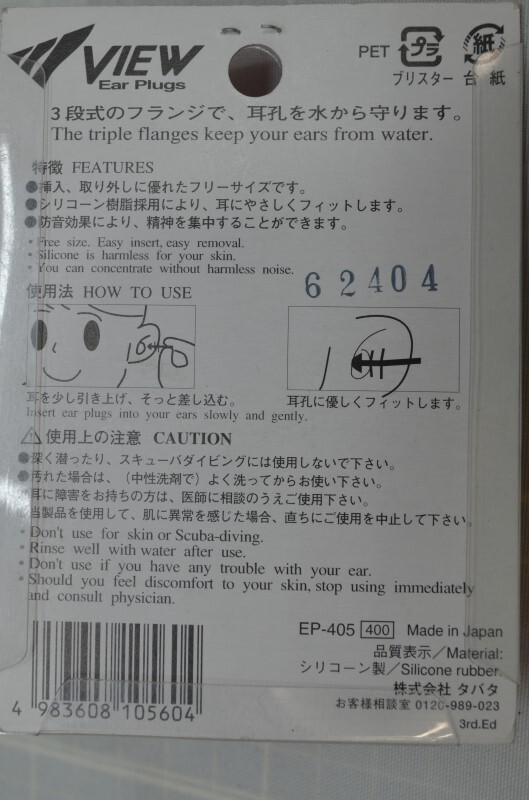 VIEW
Ear Plugs
PET
プラ
紙
ブリスター 台 紙
3段式のフランジで、耳孔を水から守ります。
The triple flanges keep your ears from water.
特徴 FEATURES
●挿入、取り外しに優れたフリーサイズです。
●シリコーン樹脂採用により、耳にやさしくフィットします。
●防音効果により、精神を集中することができます。
• Free size. Easy insert, easy removal.
• Silicone is harmless for your skin.
• You can concentrate without harmless noise.
62404
使用法 HOW TO USE
耳を少し引き上げ、そっと差し込む。
Insert ear plugs into your ears slowly and gently.
耳孔に優しくフィットします。
使用上の注意 CAUTION
●深く潜ったり、スキューバダイビングには使用しないで下さい。
●汚れた場合は、(中性洗剤で)よく洗ってからお使い下さい。
●耳に障害をお持ちの方は、医師に相談のうえご使用下さい。
●当製品を使用して、肌に異常を感じた場合、直ちにご使用を中止して下さい。
• Don't use for skin or Scuba-diving.
• Rinse well with water after use.
• Don't use if you have any trouble with your ear.
• Should you feel discomfort to your skin, stop using immediately
and consult physician.
EP-405 400 Made in Japan
品質表示/Material:
シリコーン製/Silicone rubber.
株式会社 タバタ
お客様相談室 0120-989-023
3rd.Ed
4 983608 105604